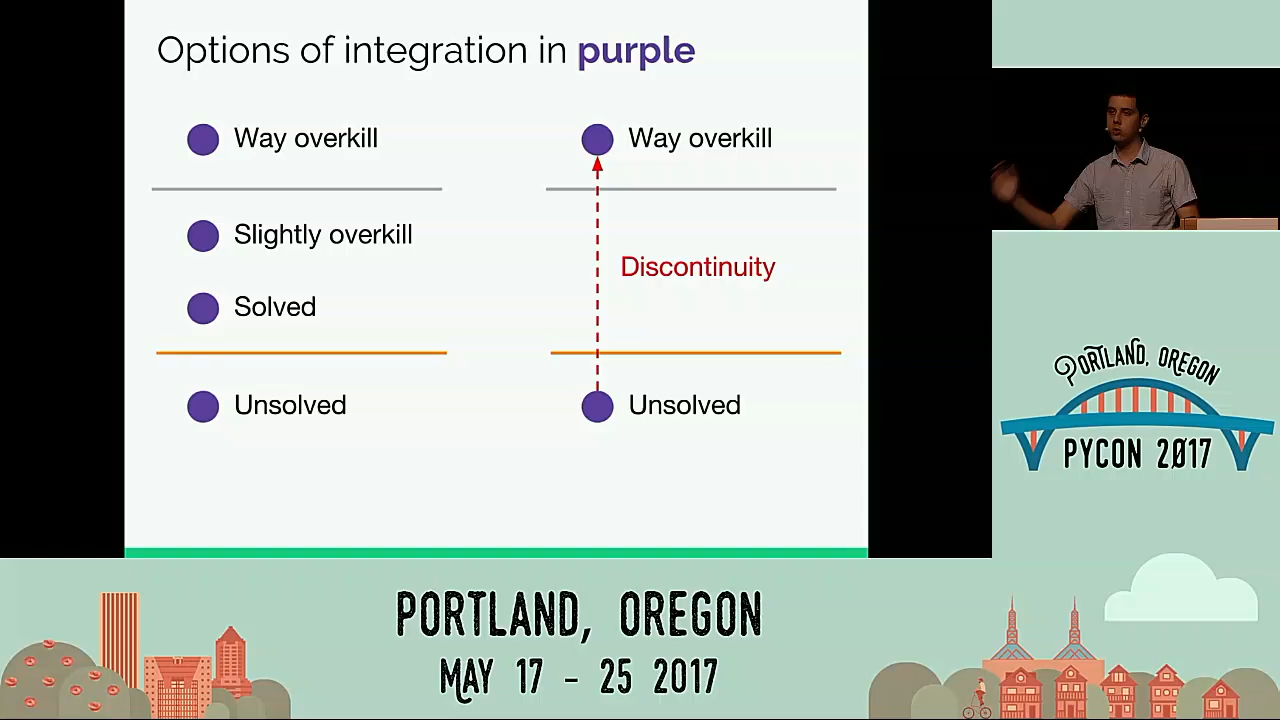 Options of integration in purple
Way overkill
Slightly overkill
Solved
Unsolved
Way overkill
Discontinuity
Unsolved
PORTLAND, OREGON
PYCON 2017
PORTLAND, OREGON
MAY 17 - 25 2017